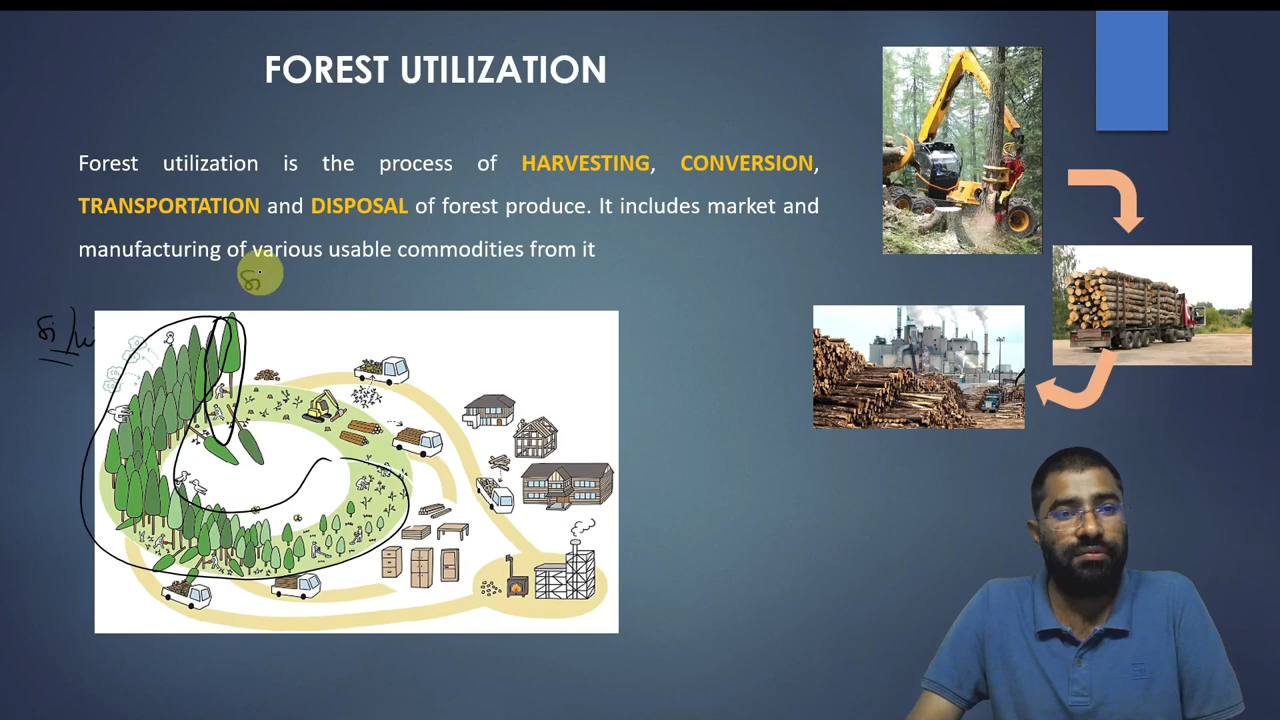 FOREST UTILIZATION
Forest utilization is the process of HARVESTING, CONVERSION,
TRANSPORTATION and DISPOSAL of forest produce. It includes market and
manufacturing of various usable commodities from it